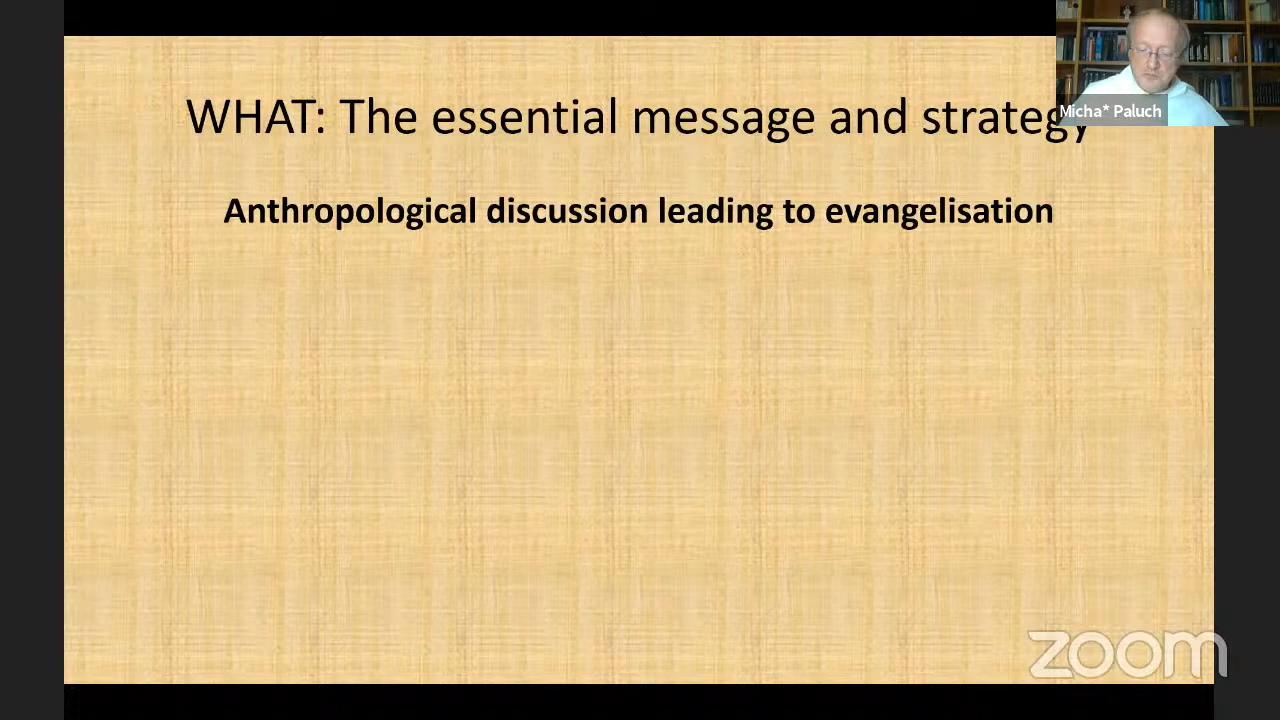 WHAT: The essential message and strategy
Micha* Paluch
Anthropological discussion leading to evangelisation
zoom